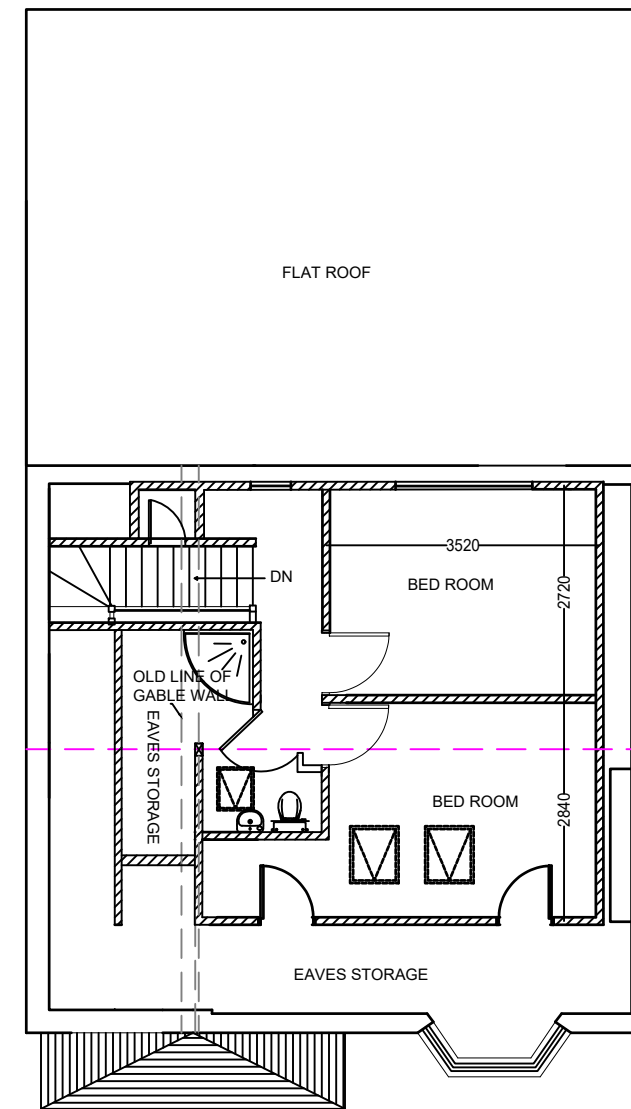 FLAT ROOF
3520
DN
BED ROOM
2720
OLD LINE OF
GABLE WALL
EAVES STORAGE
BED ROOM
2840
EAVES STORAGE